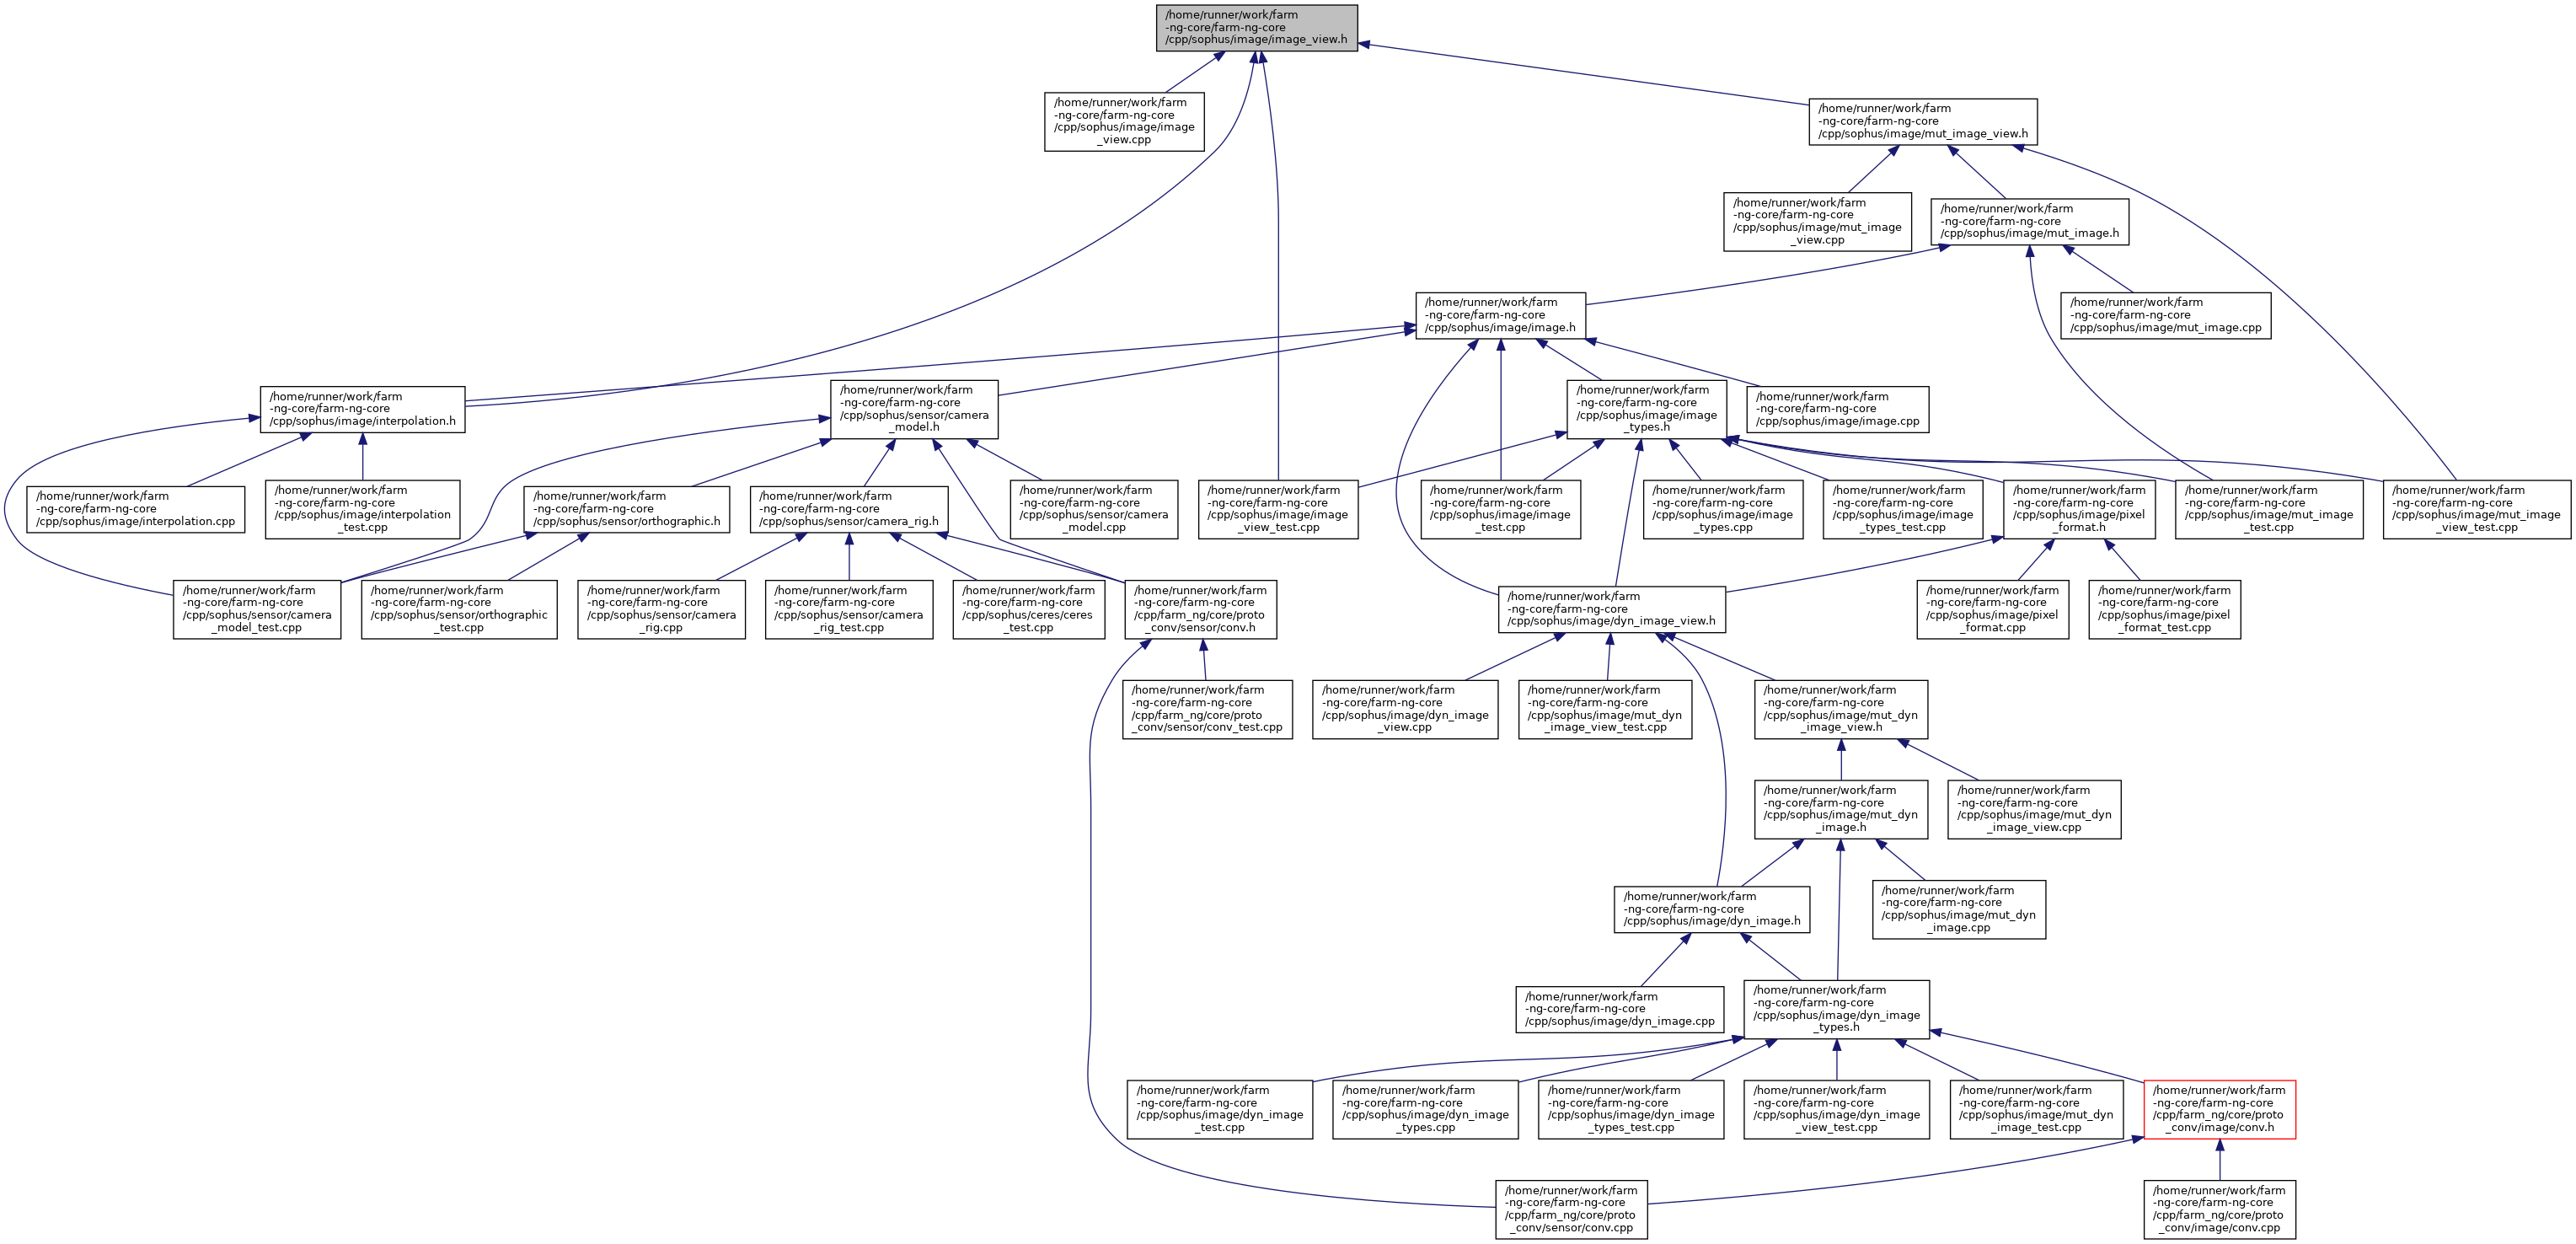 /home/runner/work/farm
-ng-core/farm-ng-core
/cpp/sophus/image/image_view.h
/home/runner/work/farm
-ng-core/farm-ng-core
/cpp/sophus/image/image
_view.cpp
/home/runner/work/farm
-ng-core/farm-ng-core
/cpp/sophus/image/mut_image_view.h
/home/runner/work/farm
-ng-core/farm-ng-core
/cpp/sophus/image/mut_image
_view.cpp
/home/runner/work/farm
-ng-core/farm-ng-core
/cpp/sophus/image/mut_image.h
/home/runner/work/farm
-ng-core/farm-ng-core
/cpp/sophus/image/image.h
/home/runner/work/farm
-ng-core/farm-ng-core
/cpp/sophus/image/mut_image.cpp
/home/runner/work/farm
-ng-core/farm-ng-core
/cpp/sophus/image/interpolation.h
/home/runner/work/farm
-ng-core/farm-ng-core
/cpp/sophus/sensor/camera
_model.h
/home/runner/work/farm
-ng-core/farm-ng-core
/cpp/sophus/image/image
_types.h
/home/runner/work/farm
-ng-core/farm-ng-core
/cpp/sophus/image/image.cpp
/home/runner/work/farm
-ng-core/farm-ng-core
/cpp/sophus/image/interpolation.cpp
/home/runner/work/farm
-ng-core/farm-ng-core
/cpp/sophus/image/interpolation
_test.cpp
/home/runner/work/farm
-ng-core/farm-ng-core
/cpp/sophus/sensor/orthographic.h
/home/runner/work/farm
-ng-core/farm-ng-core
/cpp/sophus/sensor/camera_rig.h
/home/runner/work/farm
-ng-core/farm-ng-core
/cpp/sophus/sensor/camera
_model.cpp
/home/runner/work/farm
-ng-core/farm-ng-core
/cpp/sophus/image/image
_view_test.cpp
/home/runner/work/farm
-ng-core/farm-ng-core
/cpp/sophus/image/image
_test.cpp
/home/runner/work/farm
-ng-core/farm-ng-core
/cpp/sophus/image/image
_types.cpp
/home/runner/work/farm
-ng-core/farm-ng-core
/cpp/sophus/image/image
_types_test.cpp
/home/runner/work/farm
-ng-core/farm-ng-core
/cpp/sophus/image/pixel
_format.h
/home/runner/work/farm
-ng-core/farm-ng-core
/cpp/sophus/image/mut_image
_test.cpp
/home/runner/work/farm
-ng-core/farm-ng-core
/cpp/sophus/image/mut_image
_view_test.cpp
/home/runner/work/farm
-ng-core/farm-ng-core
/cpp/sophus/sensor/camera
_model_test.cpp
/home/runner/work/farm
-ng-core/farm-ng-core
/cpp/sophus/sensor/orthographic
_test.cpp
/home/runner/work/farm
-ng-core/farm-ng-core
/cpp/sophus/sensor/camera
_rig.cpp
/home/runner/work/farm
-ng-core/farm-ng-core
/cpp/sophus/sensor/camera
_rig_test.cpp
/home/runner/work/farm
-ng-core/farm-ng-core
/cpp/sophus/ceres/ceres
_test.cpp
/home/runner/work/farm
-ng-core/farm-ng-core
/cpp/farm_ng/core/proto
_conv/sensor/conv.h
/home/runner/work/farm
-ng-core/farm-ng-core
/cpp/sophus/image/dyn_image_view.h
/home/runner/work/farm
-ng-core/farm-ng-core
/cpp/sophus/image/pixel
_format.cpp
/home/runner/work/farm
-ng-core/farm-ng-core
/cpp/sophus/image/pixel
_format_test.cpp
/home/runner/work/farm
-ng-core/farm-ng-core
/cpp/farm_ng/core/proto
_conv/sensor/conv_test.cpp
/home/runner/work/farm
-ng-core/farm-ng-core
/cpp/sophus/image/dyn_image
_view.cpp
/home/runner/work/farm
-ng-core/farm-ng-core
/cpp/sophus/image/mut_dyn
_image_view_test.cpp
/home/runner/work/farm
-ng-core/farm-ng-core
/cpp/sophus/image/mut_dyn
_image_view.h
/home/runner/work/farm
-ng-core/farm-ng-core
/cpp/sophus/image/mut_dyn
_image.h
/home/runner/work/farm
-ng-core/farm-ng-core
/cpp/sophus/image/mut_dyn
_image_view.cpp
/home/runner/work/farm
-ng-core/farm-ng-core
/cpp/sophus/image/dyn_image.h
/home/runner/work/farm
-ng-core/farm-ng-core
/cpp/sophus/image/mut_dyn
_image.cpp
/home/runner/work/farm
-ng-core/farm-ng-core
/cpp/sophus/image/dyn_image.cpp
/home/runner/work/farm
-ng-core/farm-ng-core
/cpp/sophus/image/dyn_image
_types.h
/home/runner/work/farm
-ng-core/farm-ng-core
/cpp/sophus/image/dyn_image
_test.cpp
/home/runner/work/farm
-ng-core/farm-ng-core
/cpp/sophus/image/dyn_image
_types.cpp
/home/runner/work/farm
-ng-core/farm-ng-core
/cpp/sophus/image/dyn_image
_types_test.cpp
/home/runner/work/farm
-ng-core/farm-ng-core
/cpp/sophus/image/dyn_image
_view_test.cpp
/home/runner/work/farm
-ng-core/farm-ng-core
/cpp/sophus/image/mut_dyn
_image_test.cpp
/home/runner/work/farm
-ng-core/farm-ng-core
/cpp/farm_ng/core/proto
_conv/image/conv.h
/home/runner/work/farm
-ng-core/farm-ng-core
/cpp/farm_ng/core/proto
_conv/sensor/conv.cpp
/home/runner/work/farm
-ng-core/farm-ng-core
/cpp/farm_ng/core/proto
_conv/image/conv.cpp